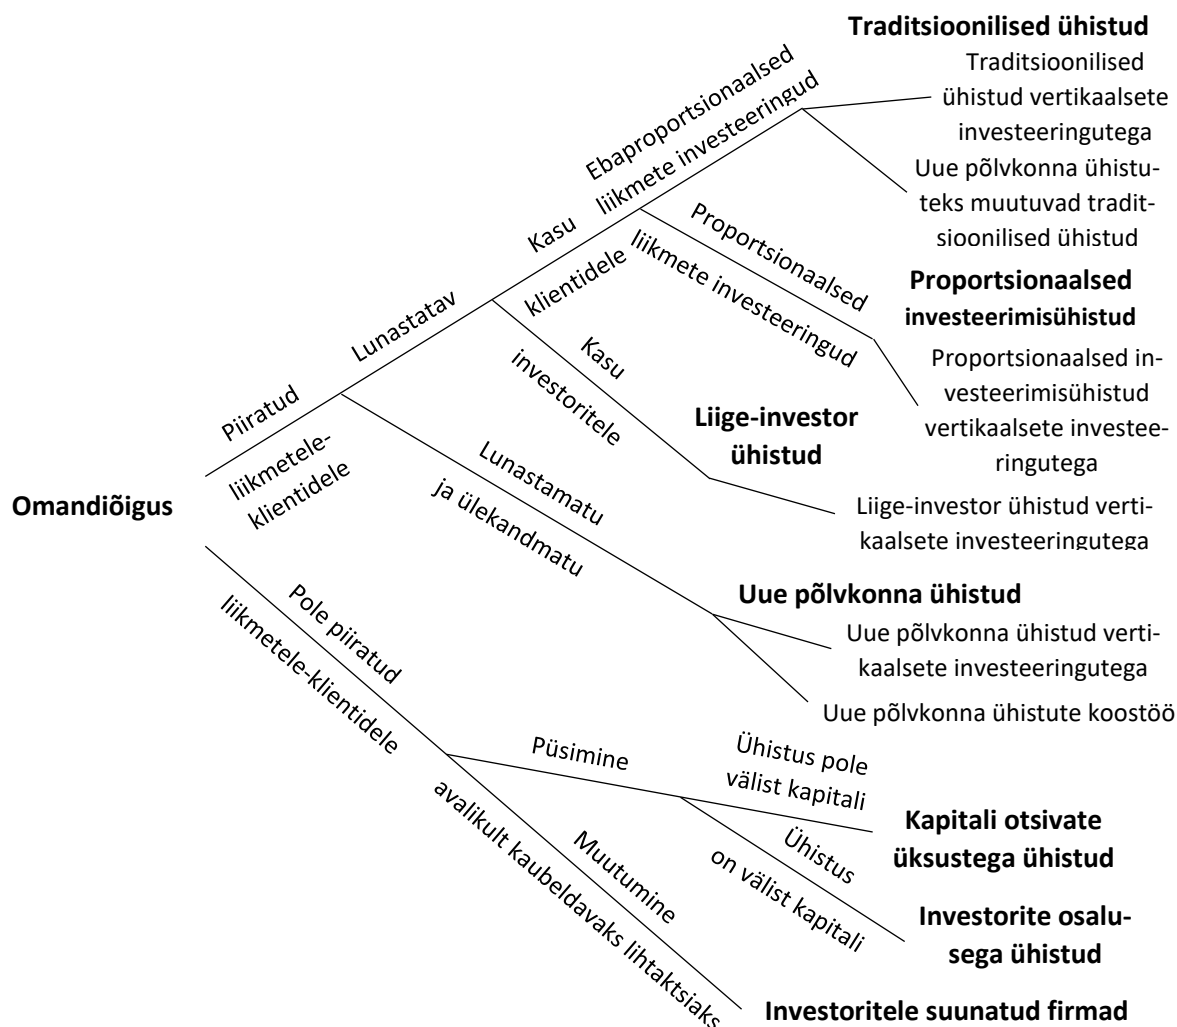 Traditsioonilised ühistud
Traditsioonilised
ühistud vertikaalsete
investeeringutega
Uue põlvkonna ühistu-
teks muutuvad tradit-
sioonilised ühistud
Ebaproportsionaalsed
liikmete investeeringud
Proportsionaalsed
liikmete investeeringud
Proportsionaalsed
investeerimisühistud
Proportsionaalsed in-
vesteerimisühistud
vertikaalsete investee-
ringutega
Kasu
klientidele
Kasu
investoritele
Liige-investor
ühistud
Liige-investor ühistud verti-
kaalsete investeeringutega
Lunastatav
Lunastamatu
ja ülekandmatu
Uue põlvkonna ühistud
Uue põlvkonna ühistud verti-
kaalsete investeeringutega
Uue põlvkonna ühistute koostöö
Piiratud
liikmetele-
klientidele
Omandiõigus
Pole piiratud
liikmetele-klientidele
Püsimine
Ühistus pole
välist kapitali
Kapitali otsivate
üksustega ühistud
Ühistus
on välist kapitali
Investorite osalu-
sega ühistud
Muutumine
avalikult kaubeldavaks lihtaktsiaks
Investoritele suunatud firmad